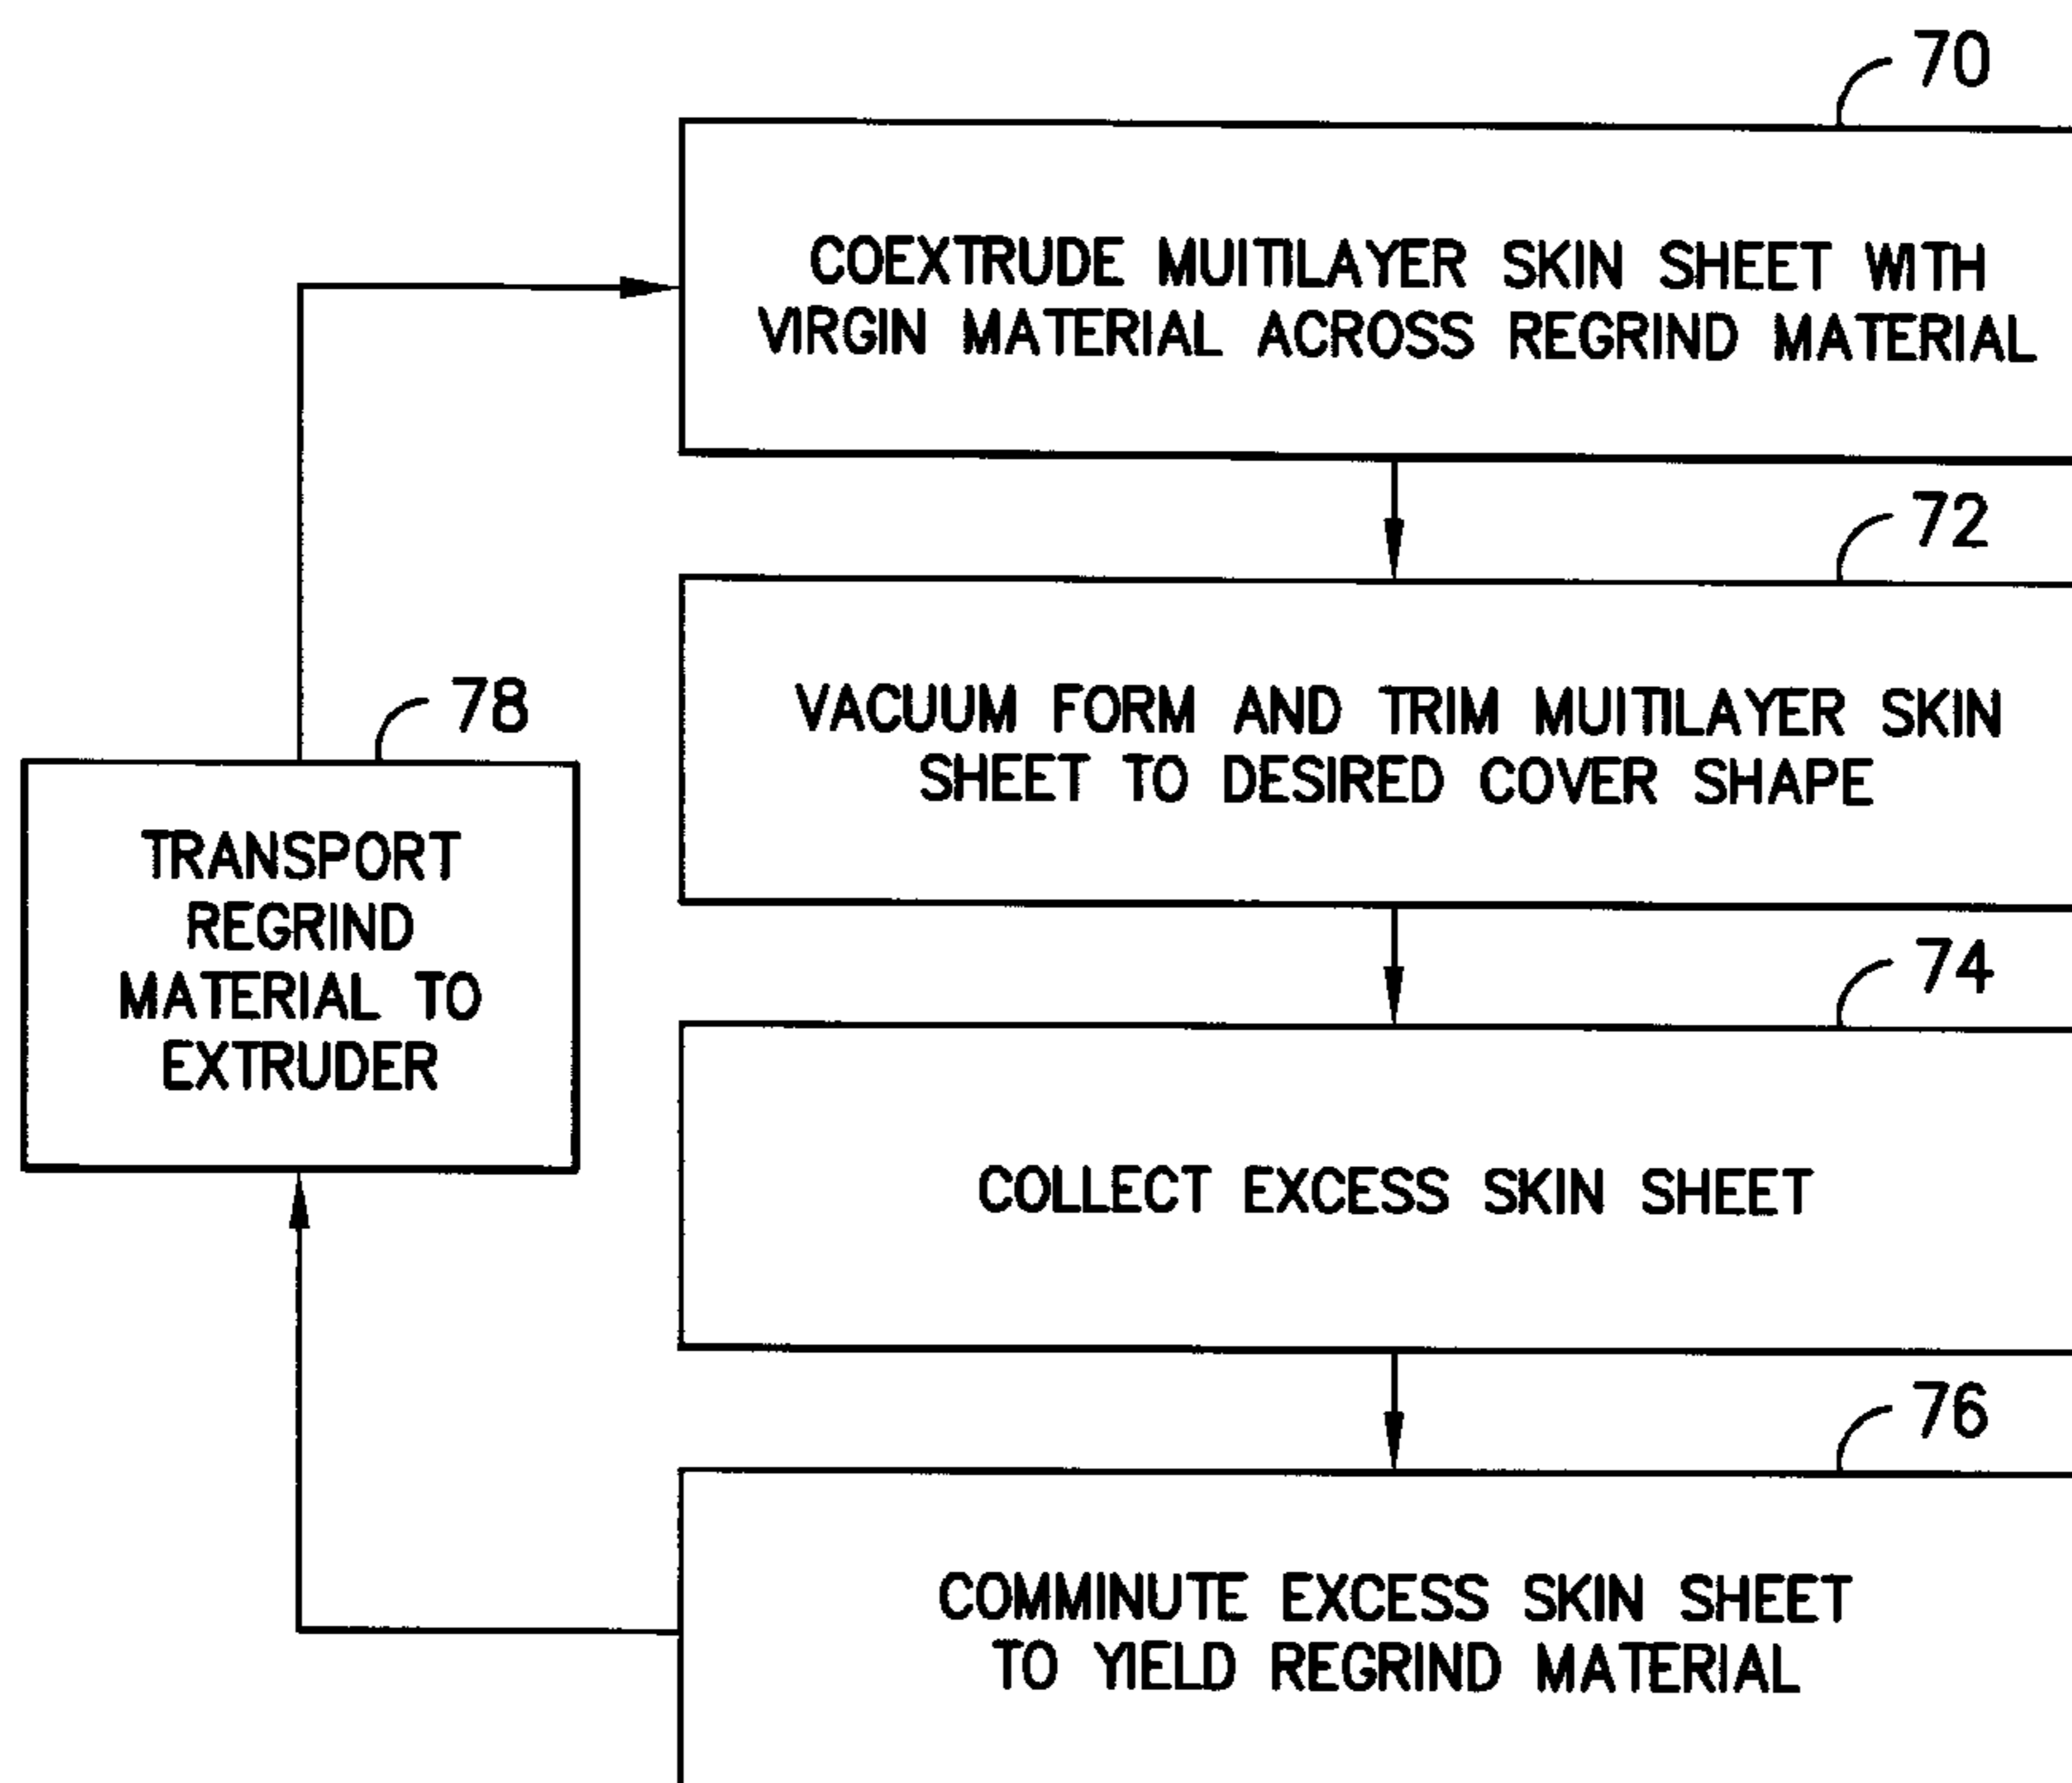 70
COEXTRUDE MUITILAYER SKIN SHEET WITH
VIRGIN MATERIAL ACROSS REGRIND MATERIAL
72
VACUUM FORM AND TRIM MUITILAYER SKIN
SHEET TO DESIRED COVER SHAPE
78
TRANSPORT
REGRIND
MATERIAL TO
EXTRUDER
74
COLLECT EXCESS SKIN SHEET
76
COMMINUTE EXCESS SKIN SHEET
TO YIELD REGRIND MATERIAL